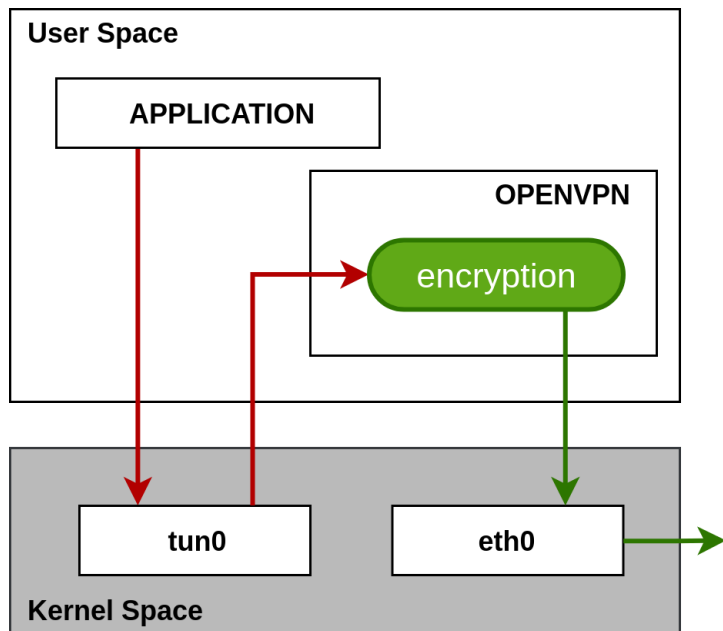 User Space
APPLICATION
OPENVPN
encryption
tun0
eth0
Kernel Space